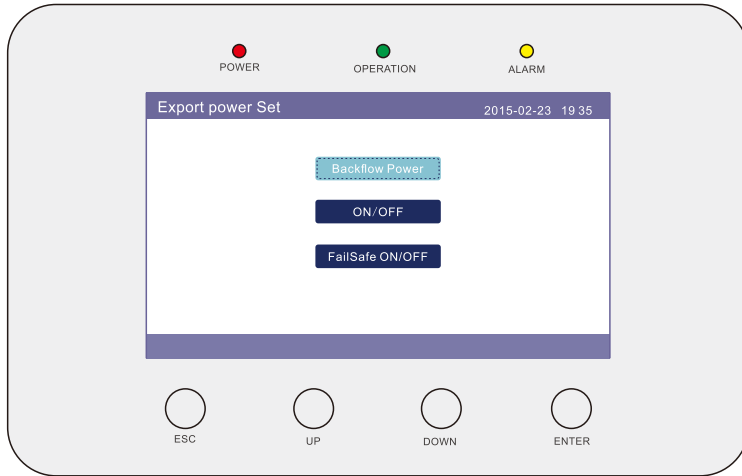 POWER OPERATION ALARM
Export power Set 2015-02-23 19 35
Backflow Power
ON/OFF
FailSafe ON/OFF
ESC UP DOWN ENTER